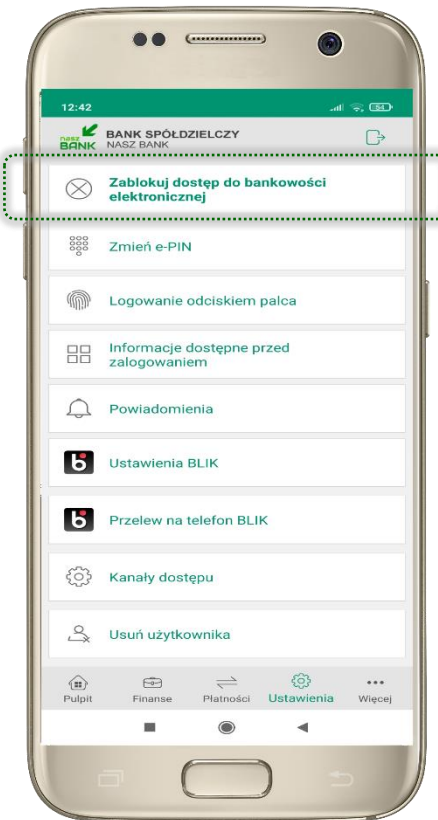 12:42
54
nasz
BANK
BANK SPÓŁDZIELCZY
NASZ BANK
Zablokuj dostęp do bankowości
elektronicznej
Zmień e-PIN
Logowanie odciskiem palca
Informacje dostępne przed
zalogowaniem
Powiadomienia
Ustawienia BLIK
Przelew na telefon BLIK
Kanały dostępu
Usuń użytkownika
Pulpit Finanse Płatności Ustawienia Więcej